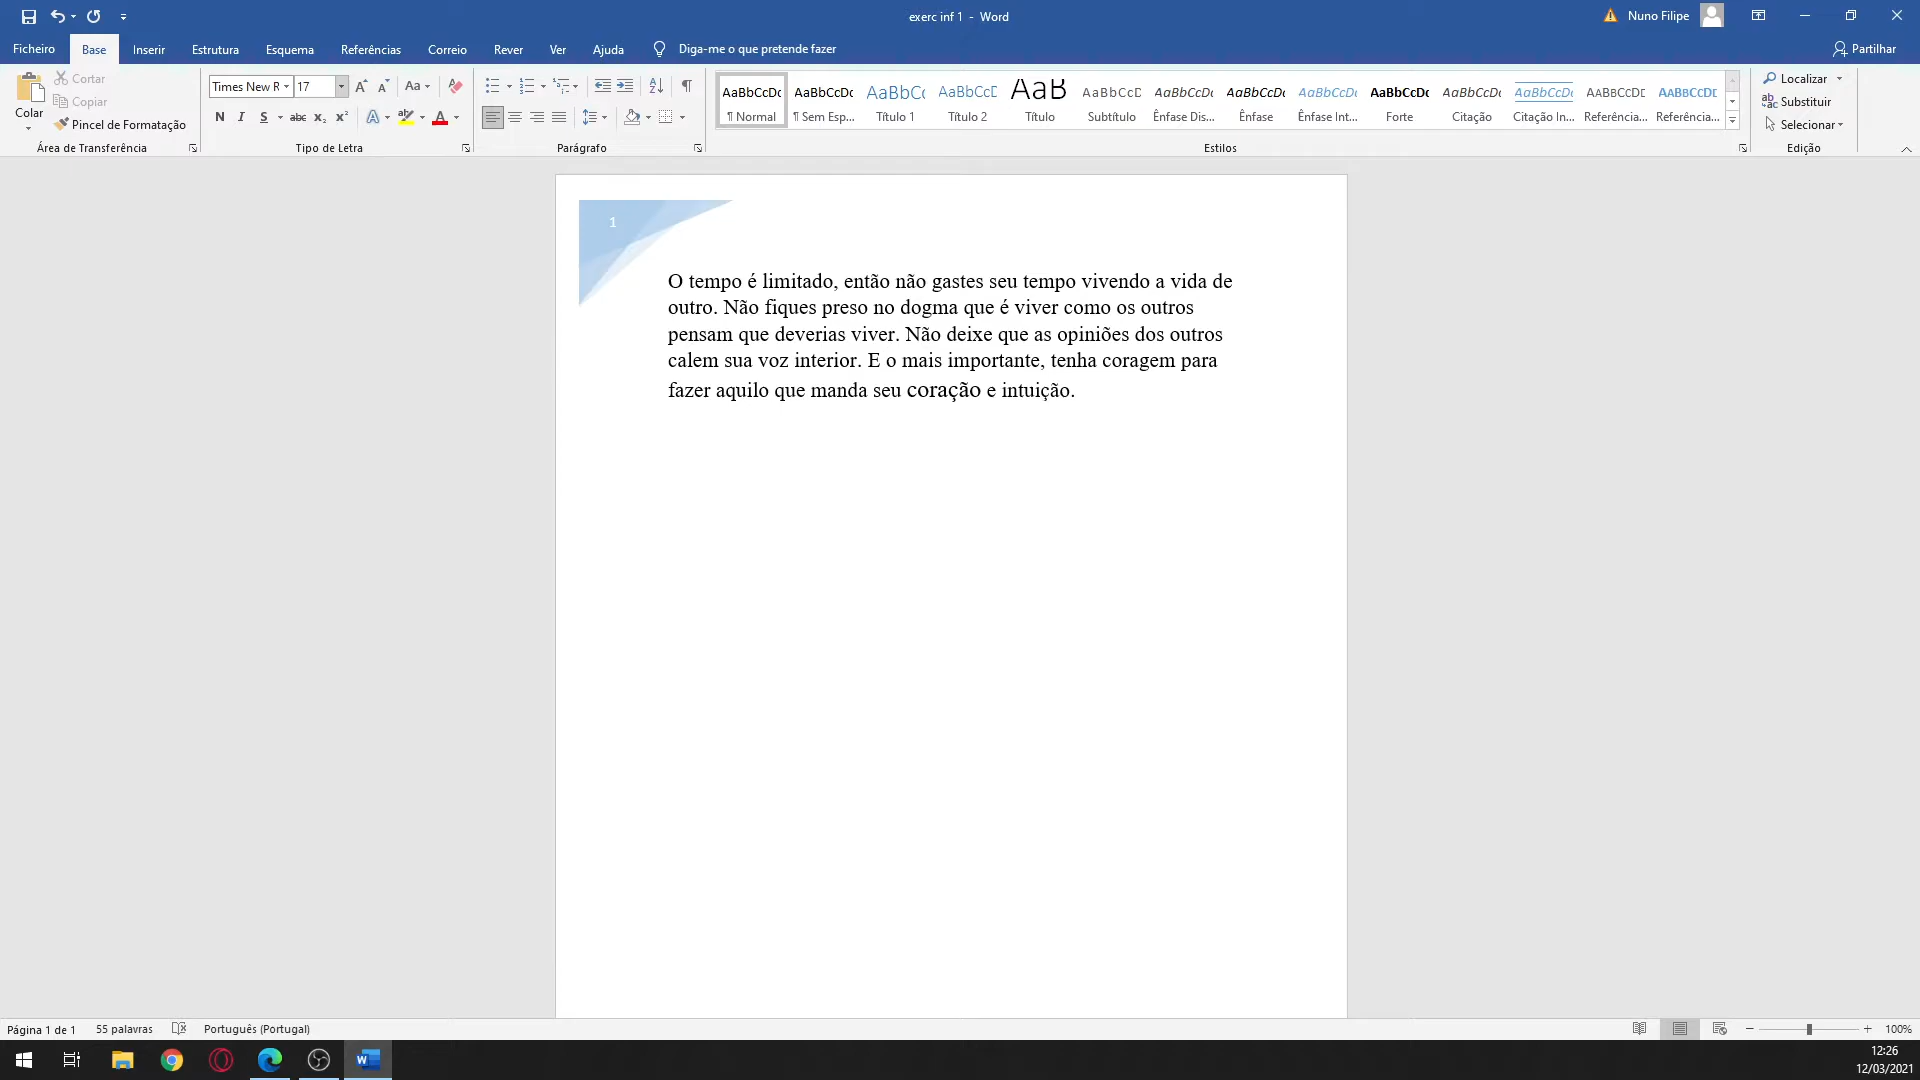 exerc inf 1 - Word
Nuno Filipe
Ficheiro Base Inserir Estrutura Esquema Referências Correio Rever Ver Ajuda Diga-me o que pretende fazer Partilhar
Colar
Cortar
Copiar
Pincel de Formatação
Área de Transferência
Times New R 17 Aa
N I S abc x₂ x² A ab A
Tipo de Letra
Parágrafo
AaBbCcDc AaBbCcDc AaBbC( AaBbCcD AaB AaBbCcD AaBbCcDc AaBbCcDc AaBbCcDc AaBbCcDc AaBbCcDc AaBbCcDc AABBCCDD AABBCCDD
¶ Normal ¶ Sem Esp... Título 1 Título 2 Título Subtítulo Ênfase Dis... Ênfase Ênfase Int... Forte Citação Citação In... Referência... Referência...
Estilos
Localizar
Substituir
Selecionar
Edição
1
O tempo é limitado, então não gastes seu tempo vivendo a vida de
outro. Não fiques preso no dogma que é viver como os outros
pensam que deverias viver. Não deixe que as opiniões dos outros
calem sua voz interior. E o mais importante, tenha coragem para
fazer aquilo que manda seu coração e intuição.
Página 1 de 1 55 palavras Português (Portugal) 100%
12:26
12/03/2021